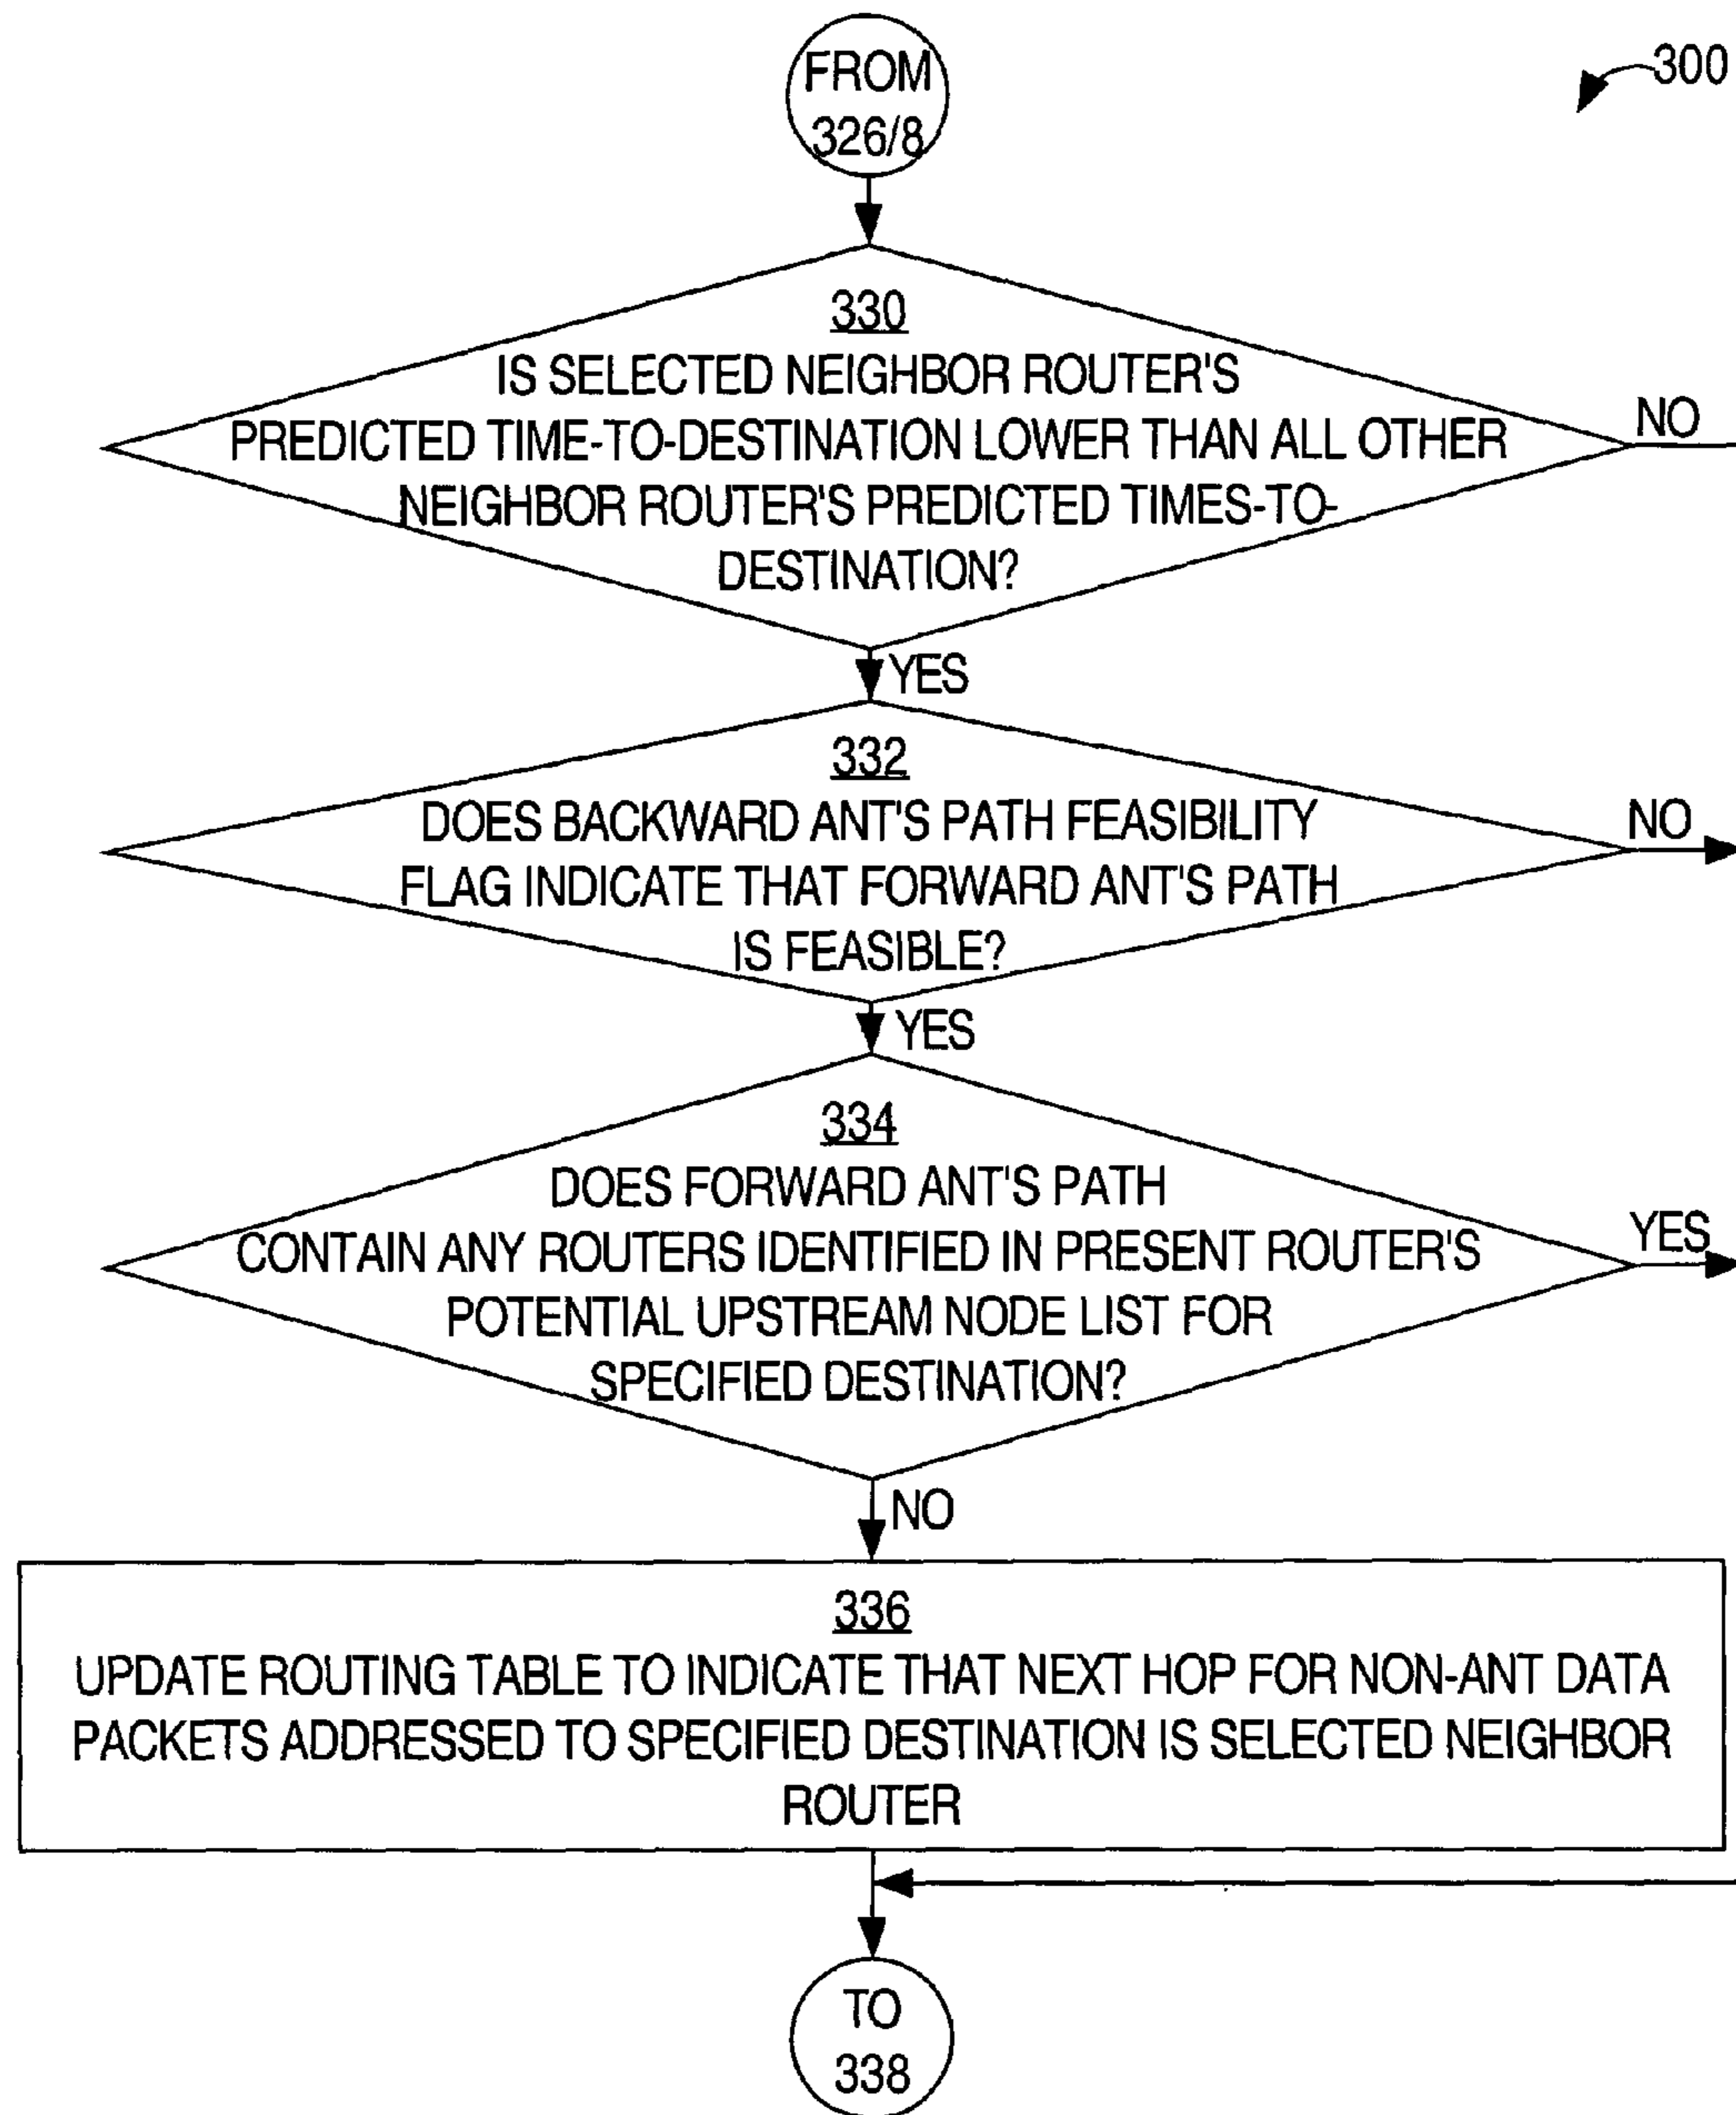 FROM
326/8
300
330
IS SELECTED NEIGHBOR ROUTER'S
PREDICTED TIME-TO-DESTINATION LOWER THAN ALL OTHER
NEIGHBOR ROUTER'S PREDICTED TIMES-TO-
DESTINATION?
NO
YES
332
DOES BACKWARD ANT'S PATH FEASIBILITY
FLAG INDICATE THAT FORWARD ANT'S PATH
IS FEASIBLE?
NO
YES
334
DOES FORWARD ANT'S PATH
CONTAIN ANY ROUTERS IDENTIFIED IN PRESENT ROUTER'S
POTENTIAL UPSTREAM NODE LIST FOR
SPECIFIED DESTINATION?
YES
NO
336
UPDATE ROUTING TABLE TO INDICATE THAT NEXT HOP FOR NON-ANT DATA
PACKETS ADDRESSED TO SPECIFIED DESTINATION IS SELECTED NEIGHBOR
ROUTER
TO
338